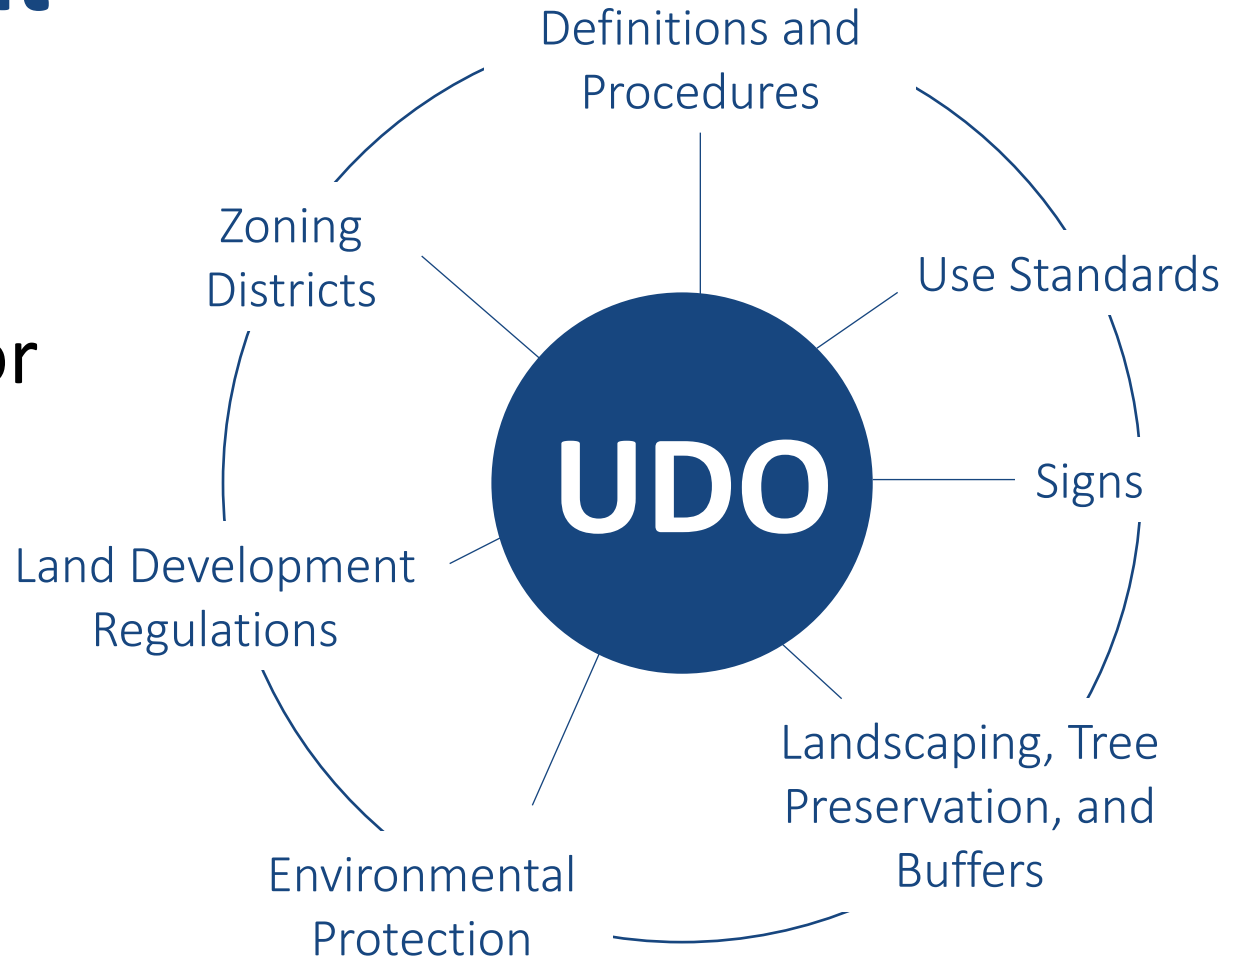 Definitions and
Procedures
Zoning
Districts
Use Standards
or
UDO
Signs
Land Development
Regulations
Landscaping, Tree
Preservation, and
Buffers
Environmental
Protection